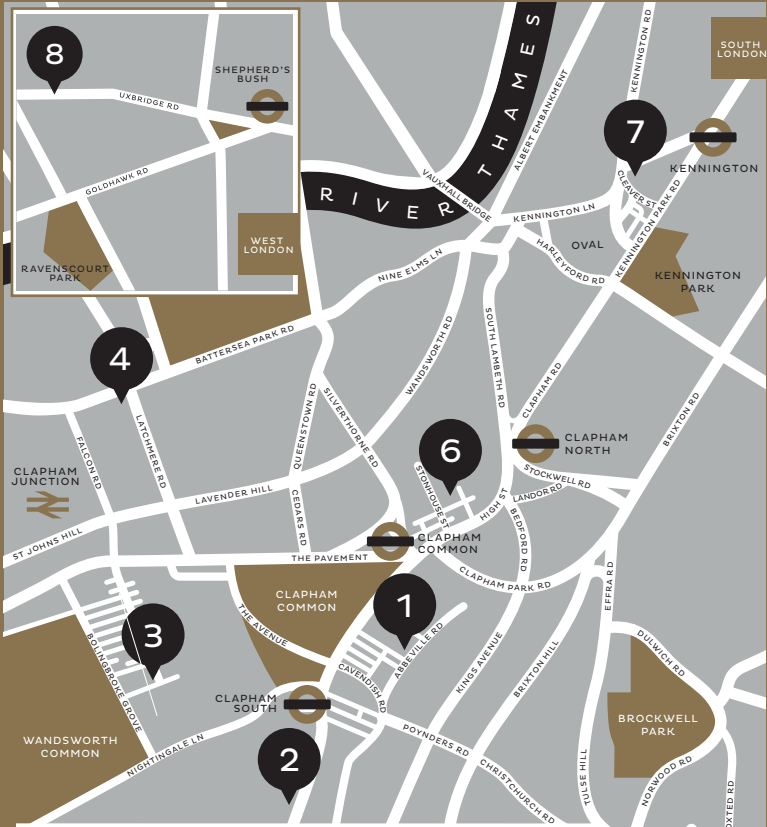 8
SHEPHERD'S
BUSH
UXBRIDGE RD
GOLDHAWK RD
WEST
LONDON
RAVENSCOURT
PARK
RIVER THAMES
ALBERT EMBANKMENT
KENNINGTON RD
SOUTH
LONDON
7
KENNINGTON
VAUXHALL BRIDGE
KENNINGTON LN
CLEAVER ST
KENNINGTON PARK RD
OVAL
HARLEYFORD RD
KENNINGTON
PARK
NINE ELMS LN
BATTERSEA PARK RD
4
WANDSWORTH RD
SOUTH LAMBETH RD
CLAPHAM RD
BRIXTON RD
QUEENSTOWN RD
SILVERTHORNE RD
FALCON RD
LATCHMERE RD
CLAPHAM
NORTH
6
CLAPHAM
JUNCTION
STONHOUSE ST
STOCKWELL RD
LANDOR RD
HIGH ST
LAVENDER HILL
CEDARS RD
BEDFORD RD
ST JOHNS HILL
CLAPHAM
COMMON
THE PAVEMENT
CLAPHAM PARK RD
EFFRA RD
CLAPHAM
COMMON
1
THE AVENUE
3
ABBEVILLE RD
BOLINGBROKE GROVE
CAVENDISH RD
KINGS AVENUE
BRIXTON HILL
DULWICH RD
CLAPHAM
SOUTH
BROCKWELL
PARK
WANDSWORTH
COMMON
NIGHTINGALE LN
2
POYNDERS RD
CHRISTCHURCH RD
TULSE HILL
NORWOOD RD
OXTED RD